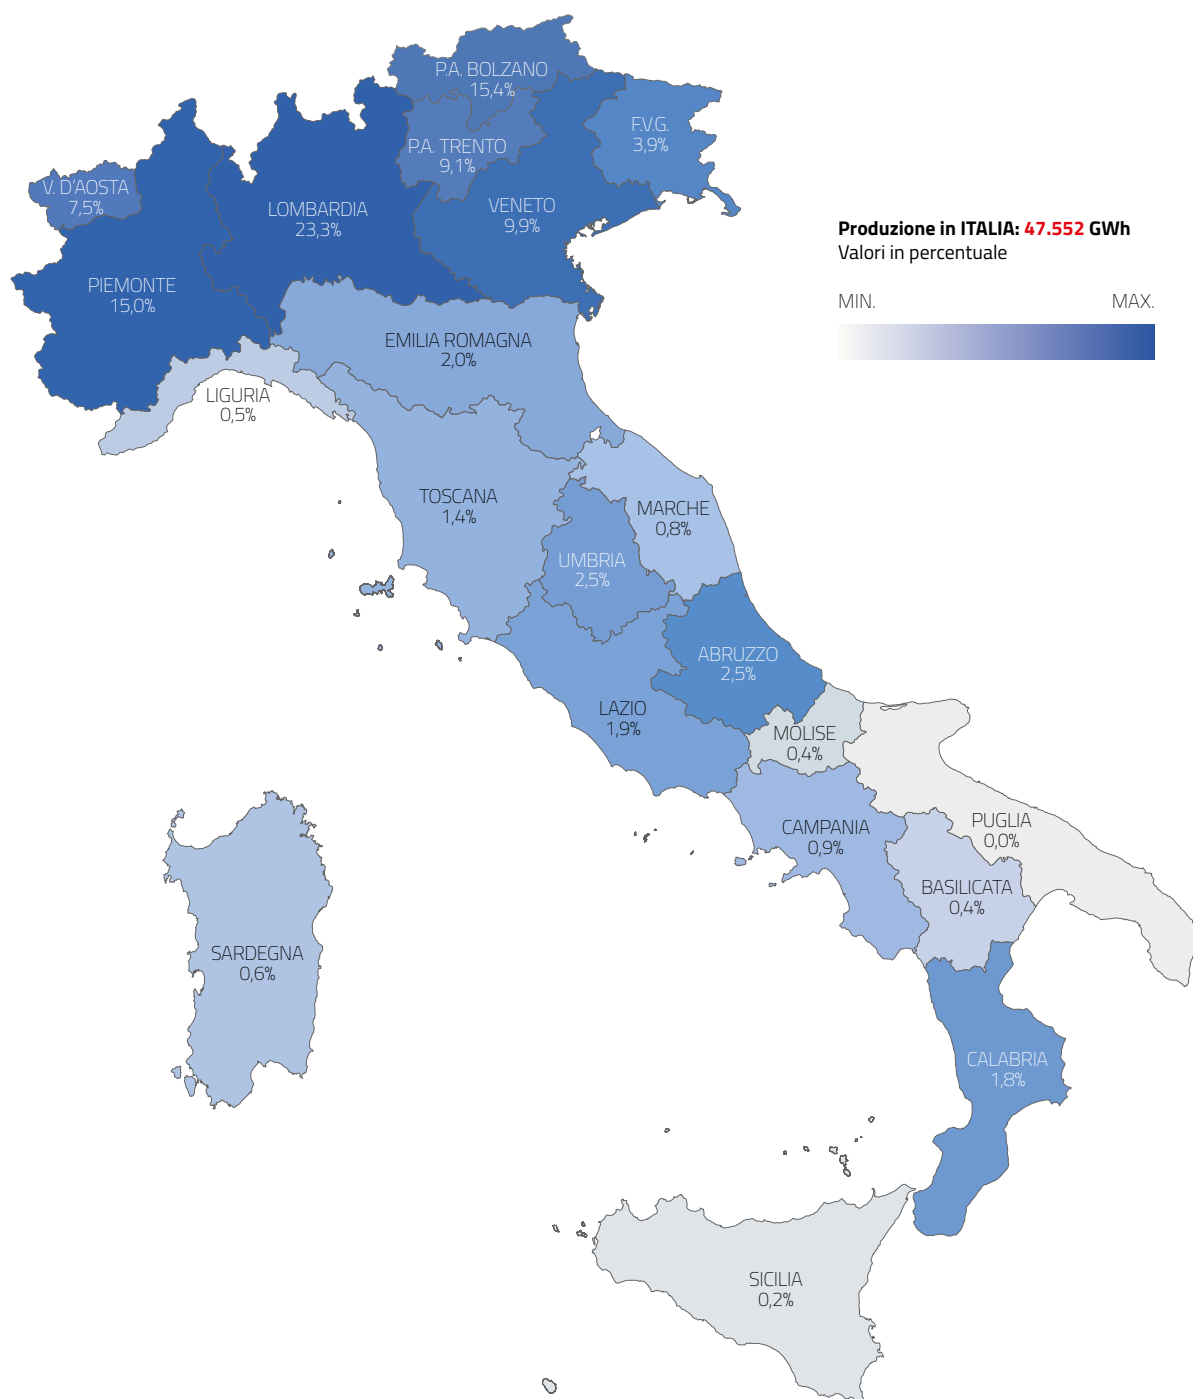 P.A. BOLZANO
15,4%
F.V.G.
3,9%
P.A. TRENTO
9,1%
V. D'AOSTA
7,5%
LOMBARDIA
23,3%
VENETO
9,9%
Produzione in ITALIA: 47.552 GWh
Valori in percentuale
MIN.
MAX.
PIEMONTE
15,0%
EMILIA ROMAGNA
2,0%
LIGURIA
0,5%
TOSCANA
1,4%
MARCHE
0,8%
UMBRIA
2,5%
ABRUZZO
2,5%
LAZIO
1,9%
MOLISE
0,4%
CAMPANIA
0,9%
PUGLIA
0,0%
BASILICATA
0,4%
SARDEGNA
0,6%
CALABRIA
1,8%
SICILIA
0,2%